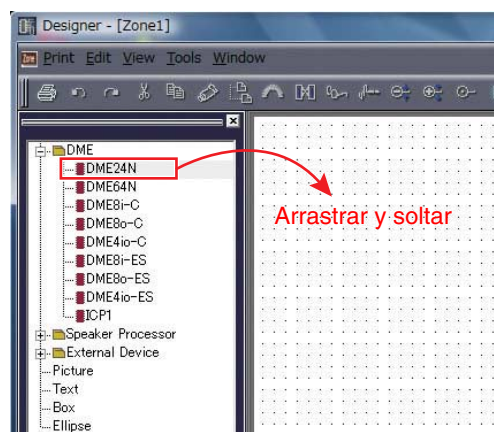 Designer - [Zone1]
Print Edit View Tools Window
DME
DME24N
DME64N
DME8i-C
DME8o-C
DME4io-C
DME8i-ES
DME8o-ES
DME4io-ES
ICP1
Speaker Processor
External Device
Picture
Text
Box
Ellipse
Arrastrar y soltar